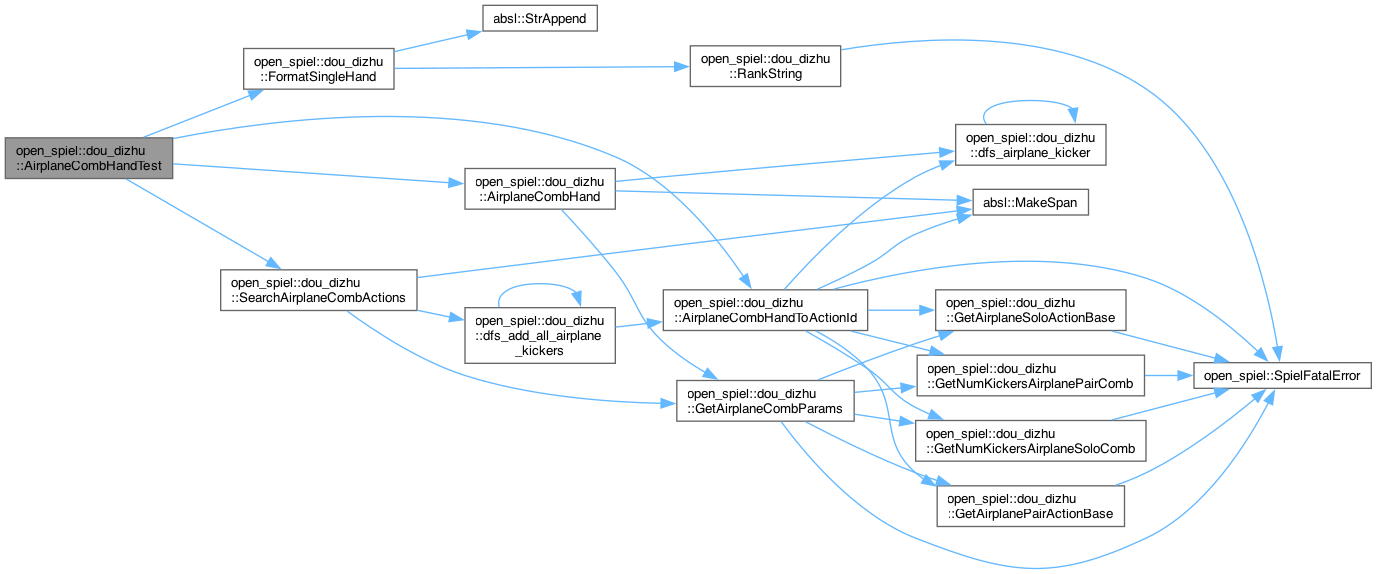 absl::StrAppend
open_spiel::dou_dizhu
::FormatSingleHand
open_spiel::dou_dizhu
::RankString
open_spiel::dou_dizhu
::AirplaneCombHandTest
open_spiel::dou_dizhu
::dfs_airplane_kicker
open_spiel::dou_dizhu
::AirplaneCombHand
absl::MakeSpan
open_spiel::dou_dizhu
::SearchAirplaneCombActions
open_spiel::dou_dizhu
::dfs_add_all_airplane
_kickers
open_spiel::dou_dizhu
::AirplaneCombHandToActionId
open_spiel::dou_dizhu
::GetAirplaneSoloActionBase
open_spiel::dou_dizhu
::GetNumKickersAirplanePairComb
open_spiel::SpielFatalError
open_spiel::dou_dizhu
::GetAirplaneCombParams
open_spiel::dou_dizhu
::GetNumKickersAirplaneSoloComb
open_spiel::dou_dizhu
::GetAirplanePairActionBase